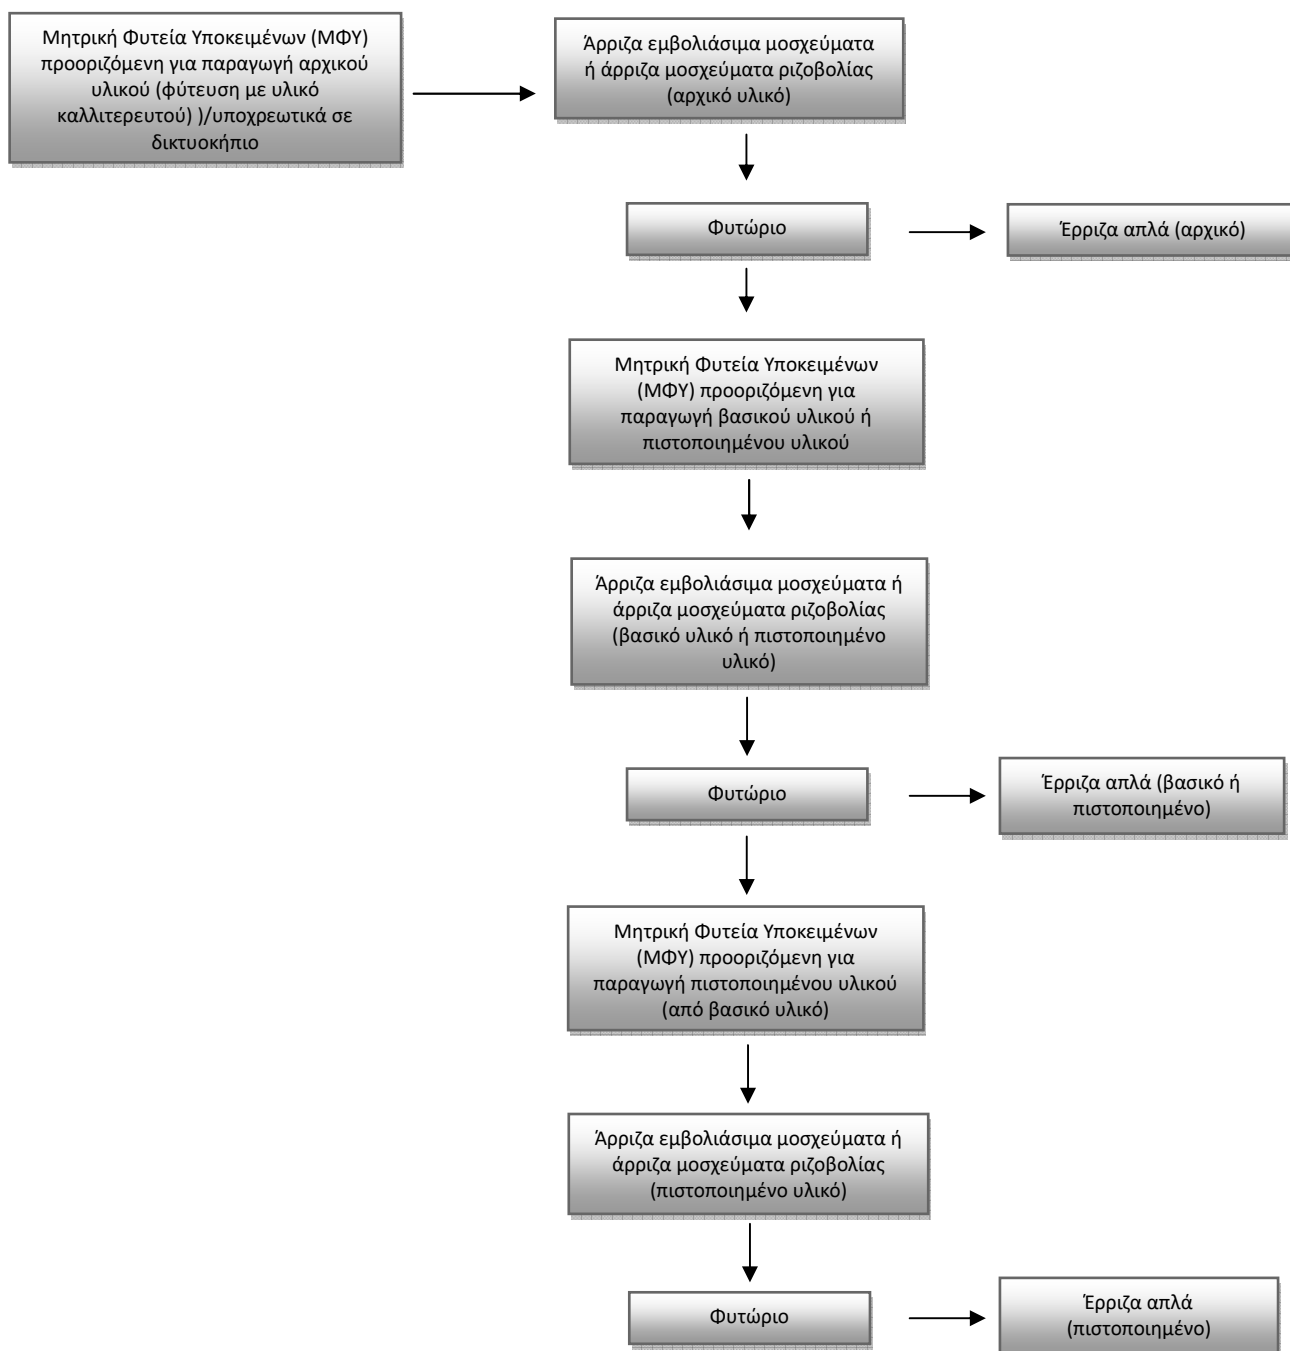 Μητρική Φυτεία Υποκειμένων (ΜΦΥ)
προοριζόμενη για παραγωγή αρχικού
υλικού (φύτευση με υλικό
καλλιτερευτού) )/υποχρεωτικά σε
δικτυοκήπιο
Άρριζα εμβολιάσιμα μοσχεύματα
ή άρριζα μοσχεύματα ριζοβολίας
(αρχικό υλικό)
Φυτώριο
Έρριζα απλά (αρχικό)
Μητρική Φυτεία Υποκειμένων
(ΜΦΥ) προοριζόμενη για
παραγωγή βασικού υλικού ή
πιστοποιημένου υλικού
Άρριζα εμβολιάσιμα μοσχεύματα ή
άρριζα μοσχεύματα ριζοβολίας
(βασικό υλικό ή πιστοποιημένο
υλικό)
Φυτώριο
Έρριζα απλά (βασικό ή
πιστοποιημένο)
Μητρική Φυτεία Υποκειμένων
(ΜΦΥ) προοριζόμενη για
παραγωγή πιστοποιημένου υλικού
(από βασικό υλικό)
Άρριζα εμβολιάσιμα μοσχεύματα ή
άρριζα μοσχεύματα ριζοβολίας
(πιστοποιημένο υλικό)
Φυτώριο
Έρριζα απλά
(πιστοποιημένο)